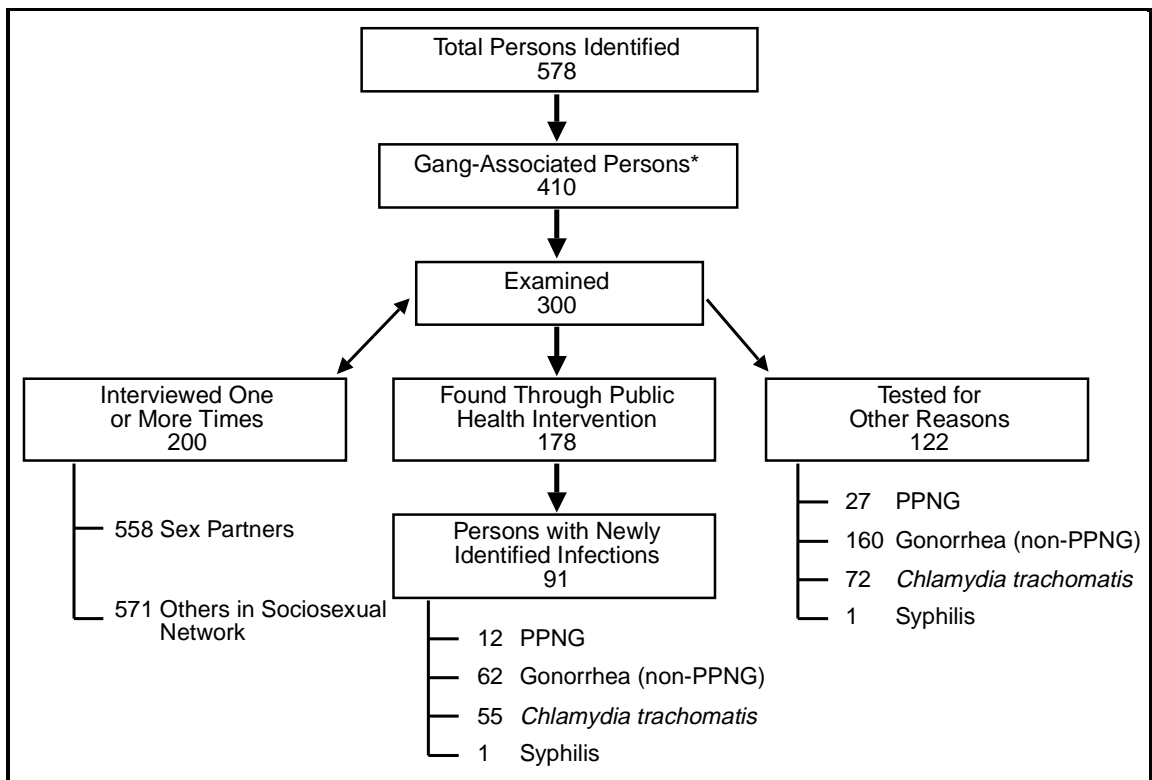 Total Persons Identified
578
Gang-Associated Persons*
410
Examined
300
Interviewed One
or More Times
200
558 Sex Partners
571 Others in Sociosexual
Network
Found Through Public
Health Intervention
178
Persons with Newly
Identified Infections
91
12 PPNG
62 Gonorrhea (non-PPNG)
55 Chlamydia trachomatis
1 Syphilis
Tested for
Other Reasons
122
27 PPNG
160 Gonorrhea (non-PPNG)
72 Chlamydia trachomatis
1 Syphilis